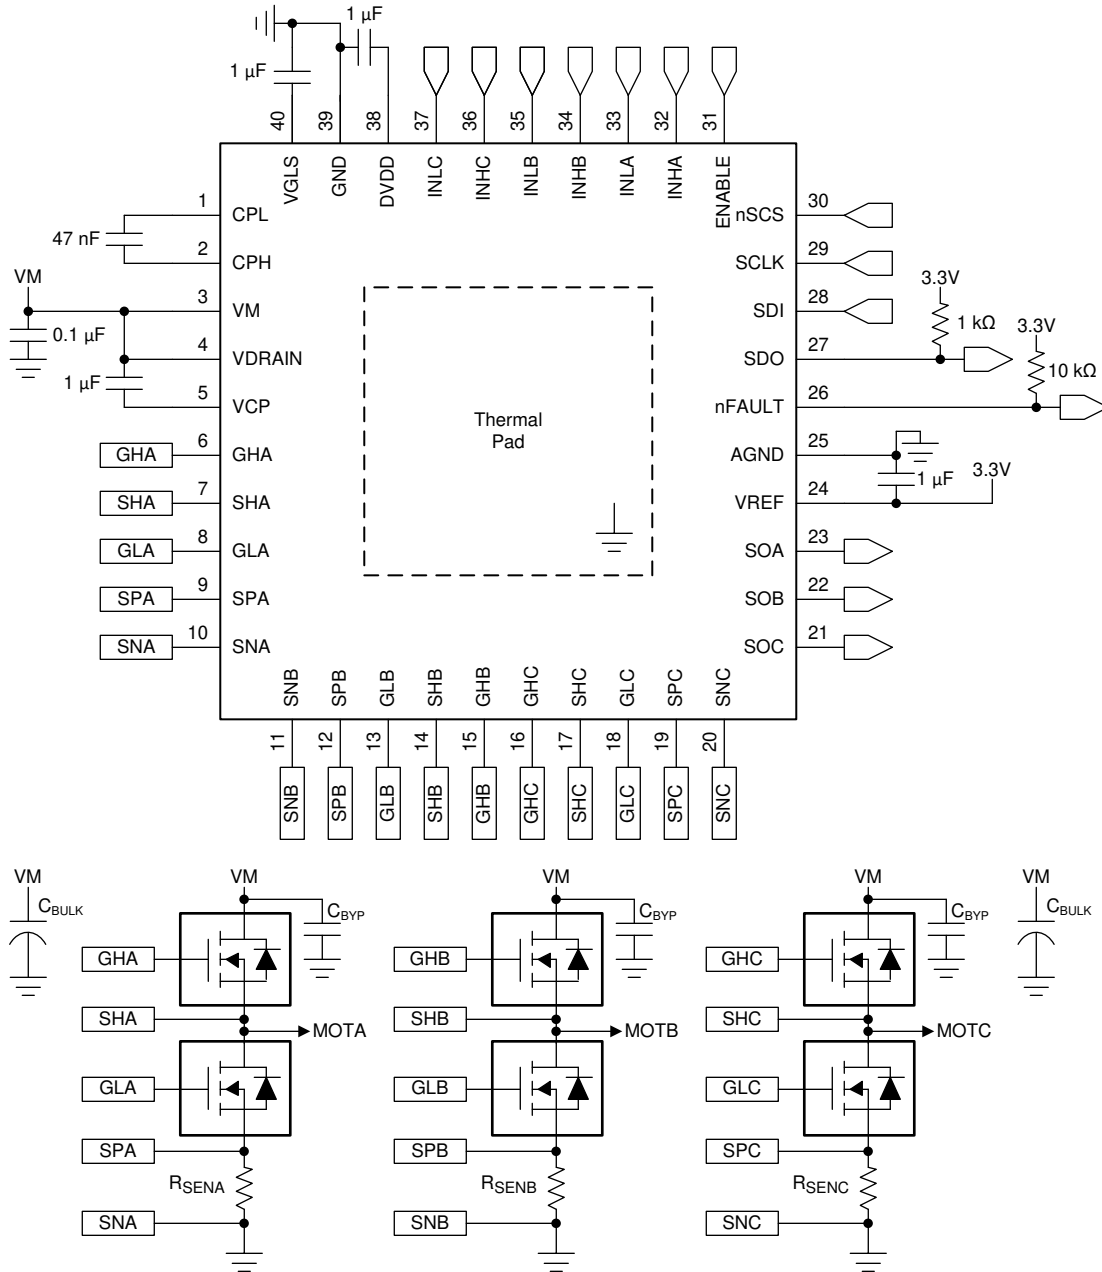 1 µF
1 µF
40 39 38 37 36 35 34 33 32 31
VGLS GND DVDD INLC INHC INLB INHB INLA INHA ENABLE
1 CPL
47 nF
2 CPH
VM
3 VM
0.1 µF
4 VDRAIN
1 µF
5 VCP
GHA 6 GHA
SHA 7 SHA
GLA 8 GLA
SPA 9 SPA
SNA 10 SNA
Thermal
Pad
nSCS 30
SCLK 29
SDI 28
3.3V
1 kΩ
SDO 27
3.3V
10 kΩ
nFAULT 26
AGND 25
1 µF
3.3V
VREF 24
SOA 23
SOB 22
SOC 21
SNB SPB GLB SHB GHB GHC SHC GLC SPC SNC
11 12 13 14 15 16 17 18 19 20
SNB SPB GLB SHB GHB GHC SHC GLC SPC SNC
VM VM VM VM VM
CBULK CBYP CBYP CBYP CBULK
GHA GHB GHC
SHA MOTA SHB MOTB SHC MOTC
GLA GLB GLC
SPA SPB SPC
RSENA RSENB RSENC
SNA SNB SNC